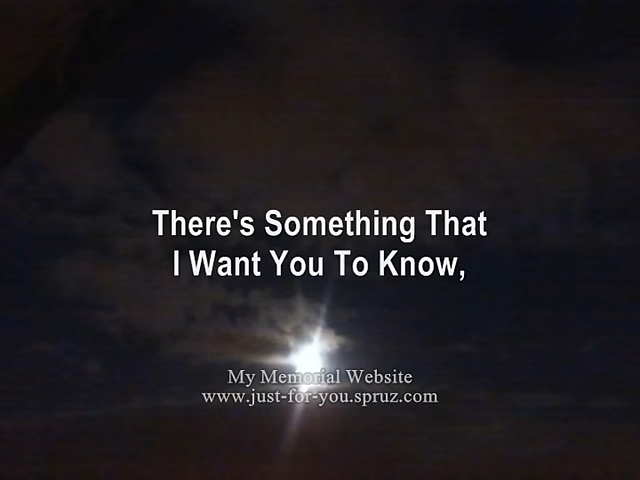 There's Something That
I Want You To Know,
My Memorial Website
www.just-for-you.spruz.com